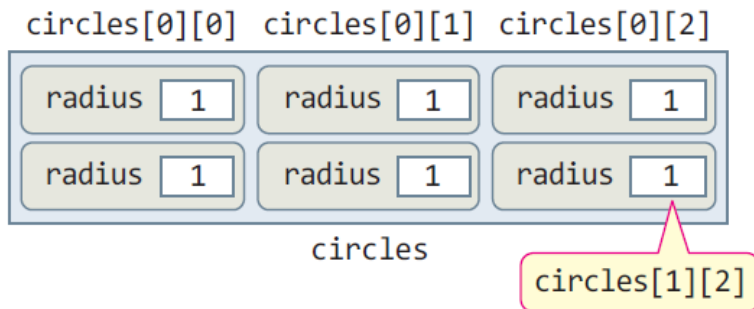 circles[0][0] circles[0][1] circles[0][2]
radius 1 radius 1 radius 1
radius 1 radius 1 radius 1
circles
circles[1][2]